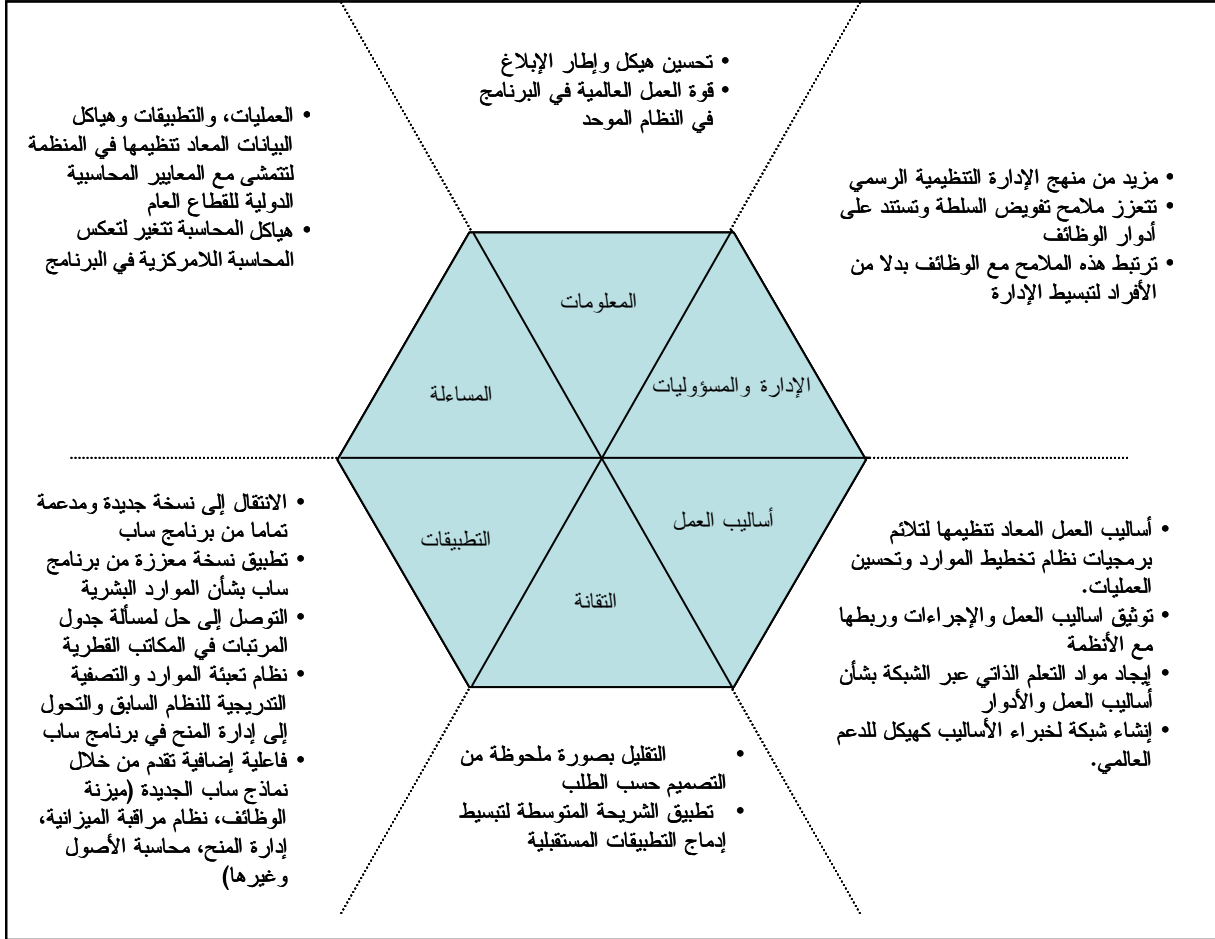 • تحسين هيكل وإطار الإبلاغ
• قوة العمل العالمية في البرنامج
في النظام الموحد
• مزيد من منهج الإدارة التنظيمية الرسمي
• تتعزز ملامح تفويض السلطة وتستند على
أدوار الوظائف
• ترتبط هذه الملامح مع الوظائف بدلا من
الأفراد لتبسيط الإدارة
• العمليات، والتطبيقات وهياكل
البيانات المعاد تنظيمها في المنظمة
لتتمشى مع المعايير المحاسبية
الدولية للقطاع العام
• هياكل المحاسبة تتغير لتعكس
المحاسبة اللامركزية في البرنامج
المعلومات
الإدارة والمسؤوليات
المساءلة
أساليب العمل
التطبيقات
التقانة
• أساليب العمل المعاد تنظيمها لتلائم
برمجيات نظام تخطيط الموارد وتحسين
العمليات.
• توثيق اساليب العمل والإجراءات وربطها
مع الأنظمة
• إيجاد مواد التعلم الذاتي عبر الشبكة بشأن
أساليب العمل والأدوار
• إنشاء شبكة لخبراء الأساليب كهيكل للدعم
العالمي.
• الانتقال إلى نسخة جديدة ومدعمة
تماما من برنامج ساب
• تطبيق نسخة معززة من برنامج
ساب بشأن الموارد البشرية
• التوصل إلى حل لمسألة جدول
المرتبات في المكاتب القطرية
• نظام تعبئة الموارد والتصفية
التدريجية للنظام السابق والتحول
إلى إدارة المنح في برنامج ساب
• فاعلية إضافية تقدم من خلال
نماذج ساب الجديدة (ميزنة
الوظائف، نظام مراقبة الميزانية،
إدارة المنح، محاسبة الأصول
وغيرها)
• التقليل بصورة ملحوظة من
التصميم حسب الطلب
• تطبيق الشريحة المتوسطة لتبسيط
إدماج التطبيقات المستقبلية